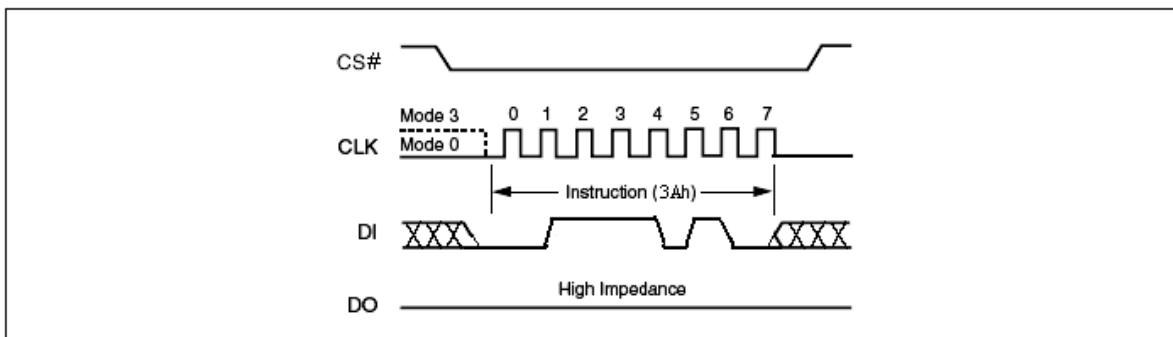 CS#
Mode 3 0 1 2 3 4 5 6 7
CLK Mode 0
Instruction (3Ah)
DI
High Impedance
DO